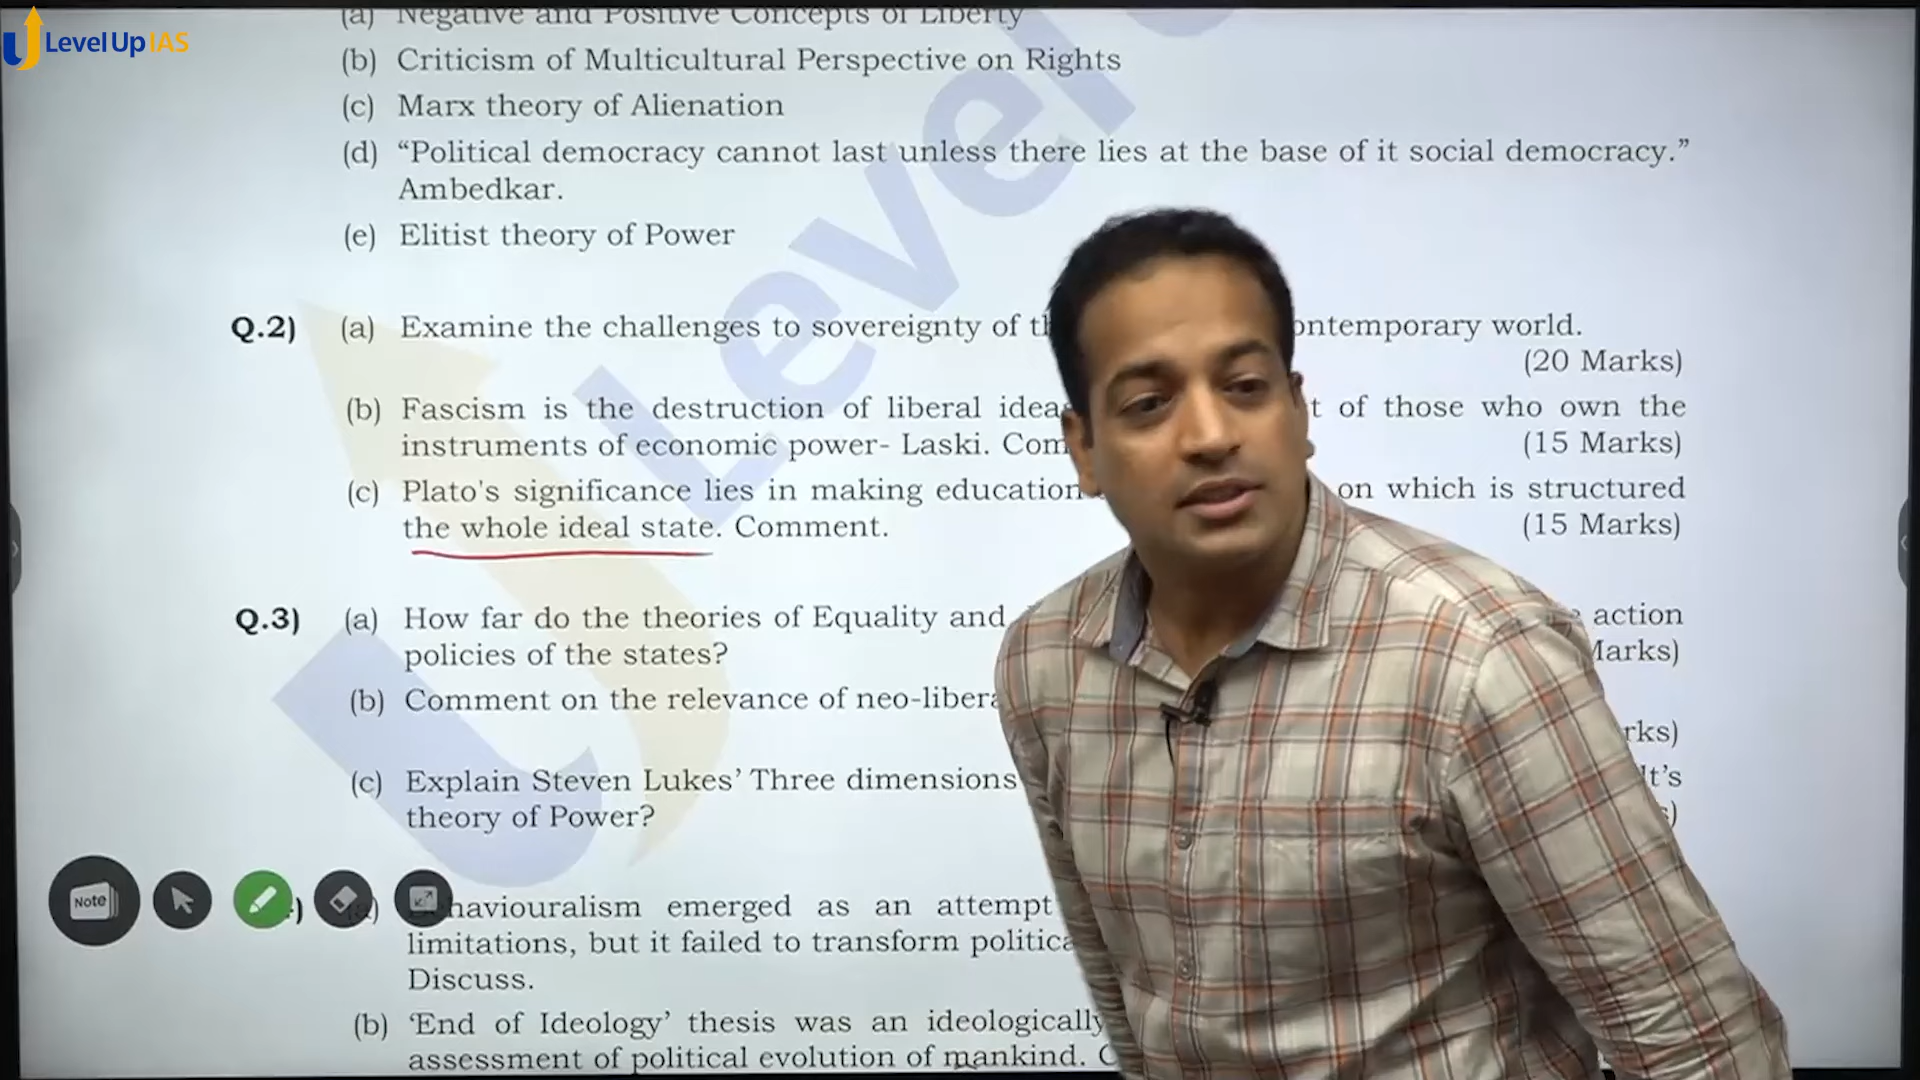 Level Up IAS
(a) Negative and Positive Concepts of Liberty
(b) Criticism of Multicultural Perspective on Rights
(c) Marx theory of Alienation
(d) “Political democracy cannot last unless there lies at the base of it social democracy.”
Ambedkar.
(e) Elitist theory of Power
Q.2) (a) Examine the challenges to sovereignty of ontemporary world.
(20 Marks)
(b) Fascism is the destruction of liberal of those who own the
instruments of economic power- Laski. (15 Marks)
(c) Plato's significance lies in making education on which is structured
the whole ideal state. Comment. (15 Marks)
Q.3) (a) How far do the theories of Equality and action
policies of the states? Marks)
(b) Comment on the relevance of
rks)
(c) Explain Steven Lukes’ Three dimensions lt’s
theory of Power?
Note
haviouralism emerged as an attempt
limitations, but it failed to transform
Discuss.
(b) ‘End of Ideology’ thesis was an ideologically
assessment of political evolution of mankind.
Level